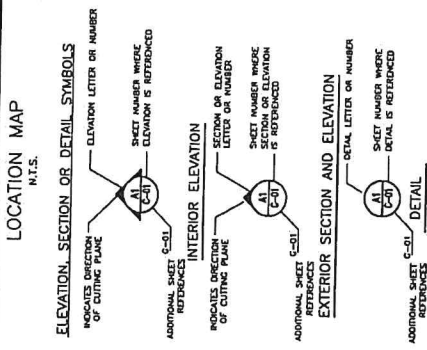 LOCATION MAP
N.T.S.
ELEVATION, SECTION OR DETAIL SYMBOLS
INDICATES DIRECTION
OF CUTTING PLANE
ELEVATION LETTER OR NUMBER
A1
C-01
SHEET NUMBER WHERE
ELEVATION IS REFERENCED
C-01
ADDITIONAL SHEET
REFERENCES
INTERIOR ELEVATION
INDICATES DIRECTION
OF CUTTING PLANE
SECTION OR ELEVATION
LETTER OR NUMBER
A1
C-01
SHEET NUMBER WHERE
SECTION OR ELEVATION
IS REFERENCED
C-01
ADDITIONAL SHEET
REFERENCES
EXTERIOR SECTION AND ELEVATION
DETAIL LETTER OR NUMBER
A1
C-01
SHEET NUMBER WHERE
DETAIL IS REFERENCED
C-01
ADDITIONAL SHEET
REFERENCES
DETAIL